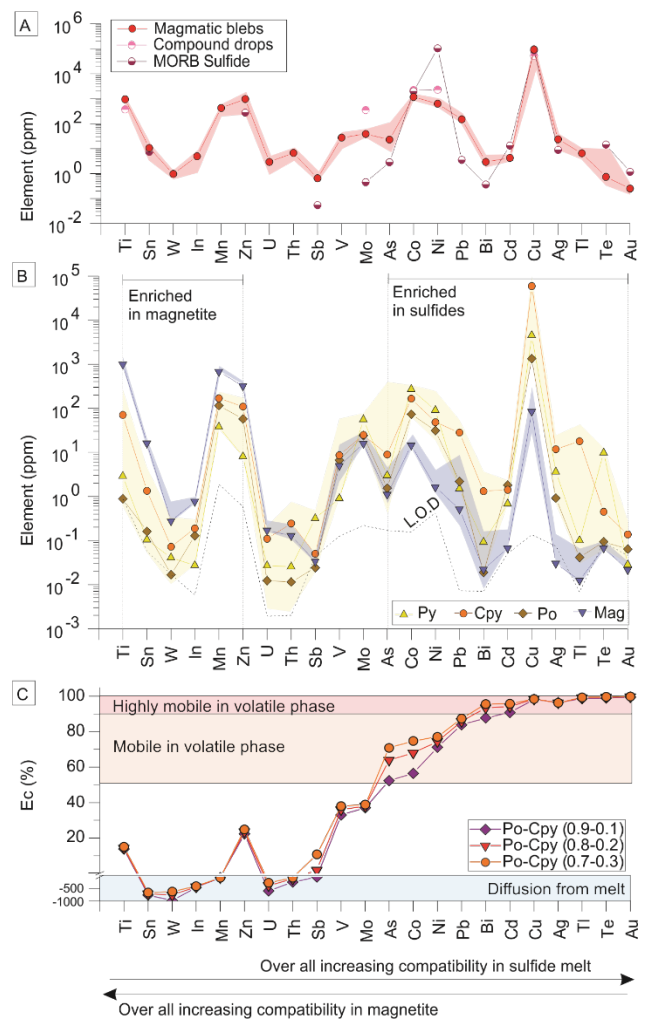 A
10^6
10^4
10^2
10^0
10^-2
Element (ppm)
Magmatic blebs
Compound drops
MORB Sulfide
Ti Sn W In Mn Zn U Th Sb V Mo As Co Ni Pb Bi Cd Cu Ag Tl Te Au
B
10^5
10^4
10^3
10^2
10^1
10^0
10^-1
10^-2
10^-3
Element (ppm)
Enriched
in magnetite
Enriched
in sulfides
L.O.D
Py Cpy Po Mag
Ti Sn W In Mn Zn U Th Sb V Mo As Co Ni Pb Bi Cd Cu Ag Tl Te Au
C
100
80
60
40
20
-500
-1000
Ec (%)
Highly mobile in volatile phase
Mobile in volatile phase
Po-Cpy (0.9-0.1)
Po-Cpy (0.8-0.2)
Po-Cpy (0.7-0.3)
Diffusion from melt
Ti Sn W In Mn Zn U Th Sb V Mo As Co Ni Pb Bi Cd Cu Ag Tl Te Au
Over all increasing compatibility in sulfide melt
Over all increasing compatibility in magnetite